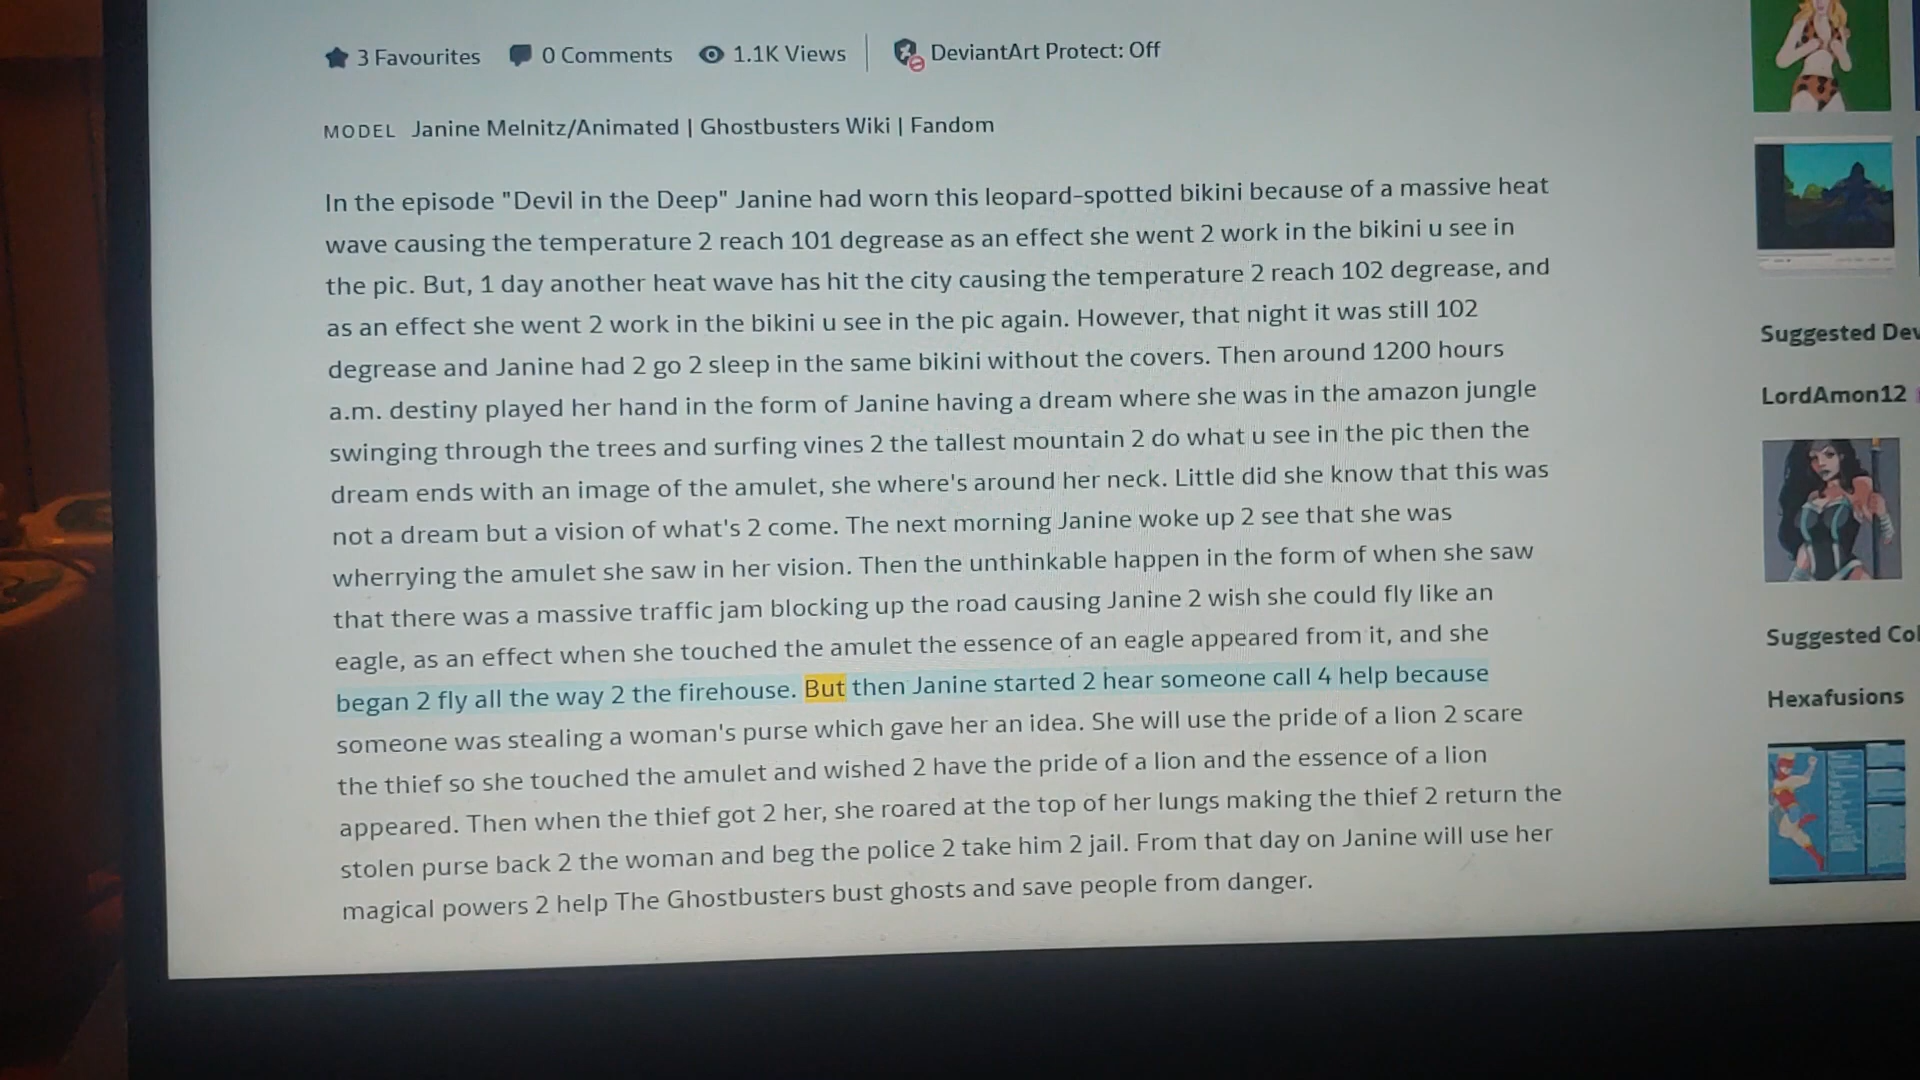 3 Favourites 0 Comments 1.1K Views DeviantArt Protect: Off
MODEL Janine Melnitz/Animated | Ghostbusters Wiki | Fandom
In the episode "Devil in the Deep" Janine had worn this leopard-spotted bikini because of a massive heat
wave causing the temperature 2 reach 101 degrease as an effect she went 2 work in the bikini u see in
the pic. But, 1 day another heat wave has hit the city causing the temperature 2 reach 102 degrease, and
as an effect she went 2 work in the bikini u see in the pic again. However, that night it was still 102
degrease and Janine had 2 go 2 sleep in the same bikini without the covers. Then around 1200 hours
a.m. destiny played her hand in the form of Janine having a dream where she was in the amazon jungle
swinging through the trees and surfing vines 2 the tallest mountain 2 do what u see in the pic then the
dream ends with an image of the amulet, she where's around her neck. Little did she know that this was
not a dream but a vision of what's 2 come. The next morning Janine woke up 2 see that she was
wherrying the amulet she saw in her vision. Then the unthinkable happen in the form of when she saw
that there was a massive traffic jam blocking up the road causing Janine 2 wish she could fly like an
eagle, as an effect when she touched the amulet the essence of an eagle appeared from it, and she
began 2 fly all the way 2 the firehouse. But then Janine started 2 hear someone call 4 help because
someone was stealing a woman's purse which gave her an idea. She will use the pride of a lion 2 scare
the thief so she touched the amulet and wished 2 have the pride of a lion and the essence of a lion
appeared. Then when the thief got 2 her, she roared at the top of her lungs making the thief 2 return the
stolen purse back 2 the woman and beg the police 2 take him 2 jail. From that day on Janine will use her
magical powers 2 help The Ghostbusters bust ghosts and save people from danger.
Suggested Dev
LordAmon12
Suggested Col
Hexafusions